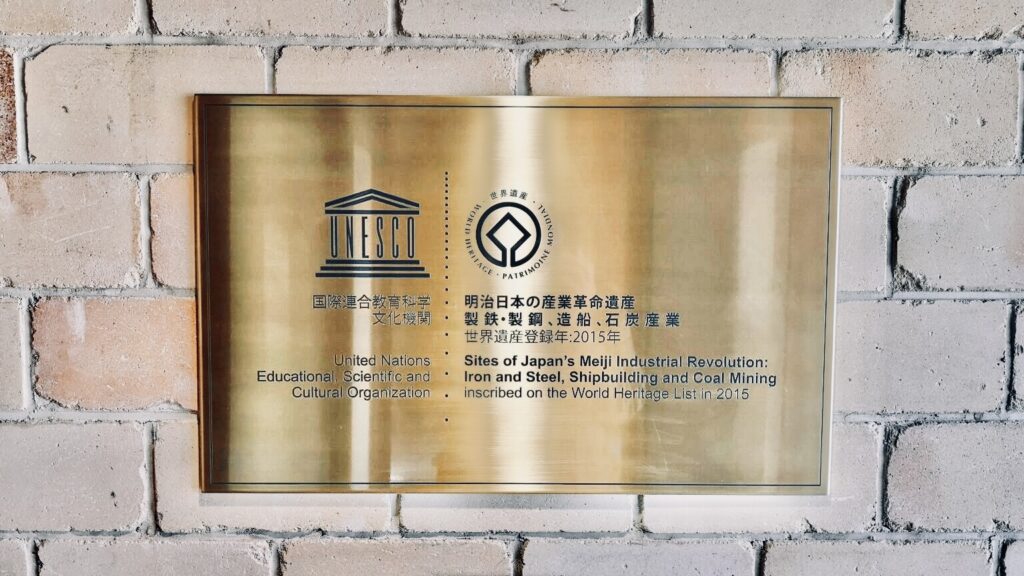 UNESCO
国際連合教育科学
文化機関
United Nations
Educational, Scientific and
Cultural Organization
世界遺産 · WORLD HERITAGE · PATRIMOINE MONDIAL ·
明治日本の産業革命遺産
製鉄・製鋼、造船、石炭産業
世界遺産登録年:2015年
Sites of Japan's Meiji Industrial Revolution:
Iron and Steel, Shipbuilding and Coal Mining
inscribed on the World Heritage List in 2015